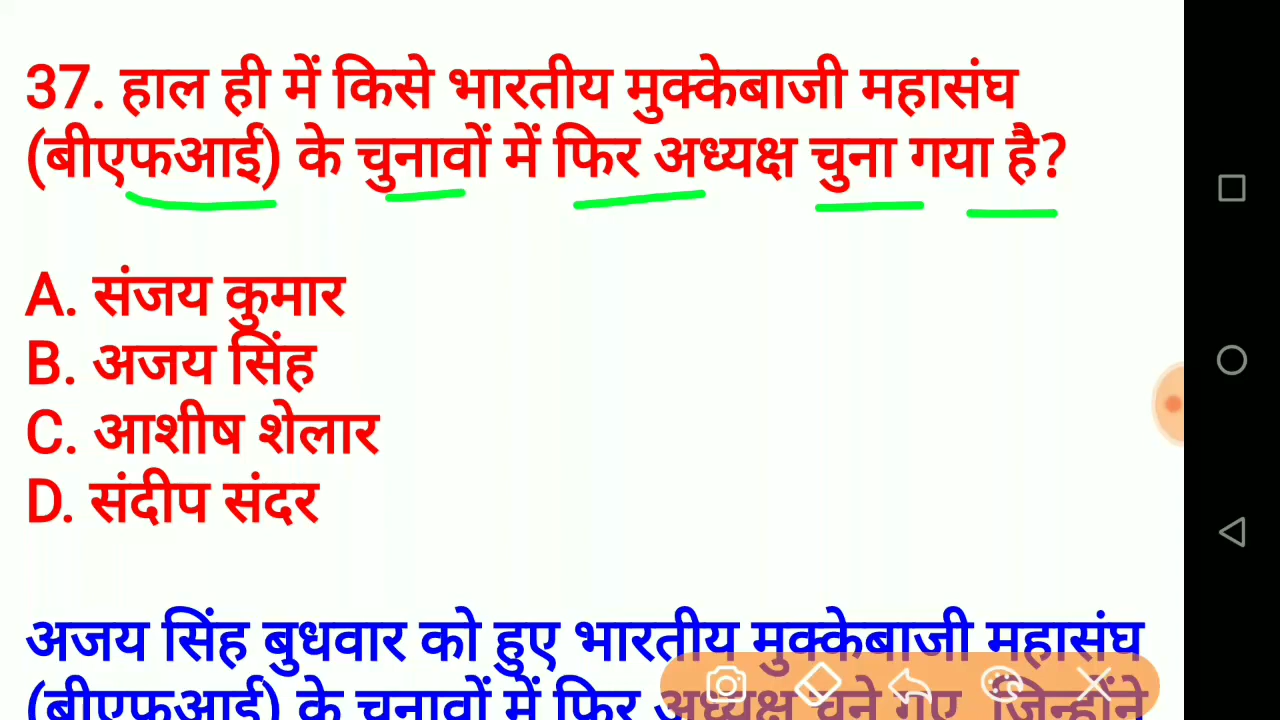 37. हाल ही में किसे भारतीय मुक्केबाजी महासंघ
(बीएफआई) के चुनावों में फिर अध्यक्ष चुना गया है?
A. संजय कुमार
B. अजय सिंह
C. आशीष शेलार
D. संदीप संदर
अजय सिंह बुधवार को हुए भारतीय मुक्केबाजी महासंघ
(बीएफआई) के चुनावों में फिर अध्यक्ष चुने गए, जिन्होंने